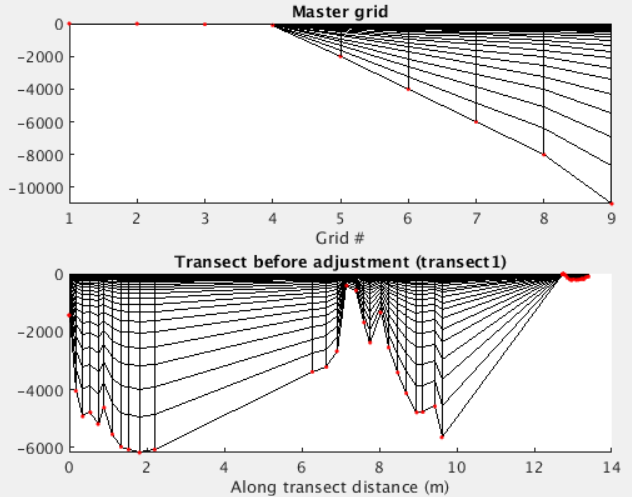 Master grid
0
-2000
-4000
-6000
-8000
-10000
1 2 3 4 5 6 7 8 9
Grid #
Transect before adjustment (transect1)
0
-2000
-4000
-6000
0 2 4 6 8 10 12 14
Along transect distance (m)